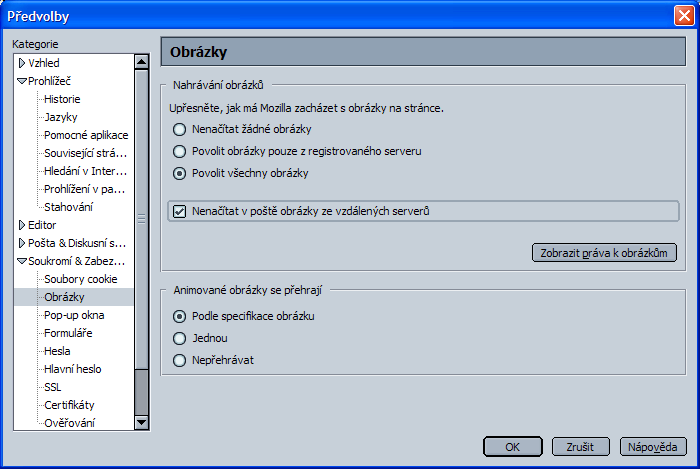 Předvolby
Kategorie
Vzhled
Prohlížeč
Historie
Jazyky
Pomocné aplikace
Související strá...
Hledání v Inter...
Prohlížení v pa...
Stahování
Editor
Pošta & Diskusní s...
Soukromí & Zabez...
Soubory cookie
Obrázky
Pop-up okna
Formuláře
Hesla
Hlavní heslo
SSL
Certifikáty
Ověřování
Obrázky
Nahrávání obrázků
Upřesněte, jak má Mozilla zacházet s obrázky na stránce.
Nenačítat žádné obrázky
Povolit obrázky pouze z registrovaného serveru
Povolit všechny obrázky
Nenačítat v poště obrázky ze vzdálených serverů
Zobrazit práva k obrázkům
Animované obrázky se přehrají
Podle specifikace obrázku
Jednou
Nepřehrávat
OK
Zrušit
Nápověda